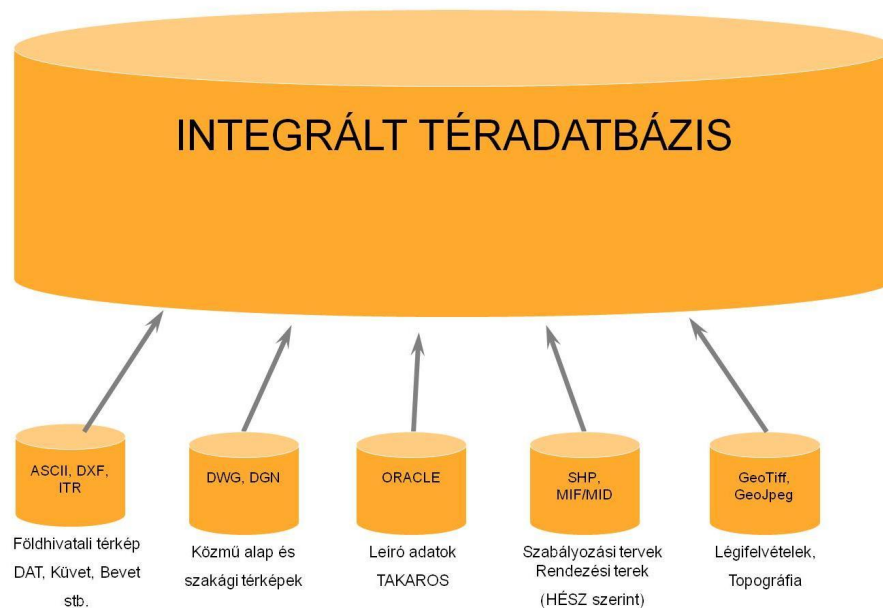 INTEGRÁLT TÉRADATBÁZIS
ASCII, DXF,
ITR
Földhivatali térkép
DAT, Küvet, Bevet
stb.
DWG, DGN
Közmű alap és
szakági térképek
ORACLE
Leíró adatok
TAKAROS
SHP,
MIF/MID
Szabályozási tervek
Rendezési terek
(HÉSZ szerint)
GeoTiff,
GeoJpeg
Légifelvételek,
Topográfia